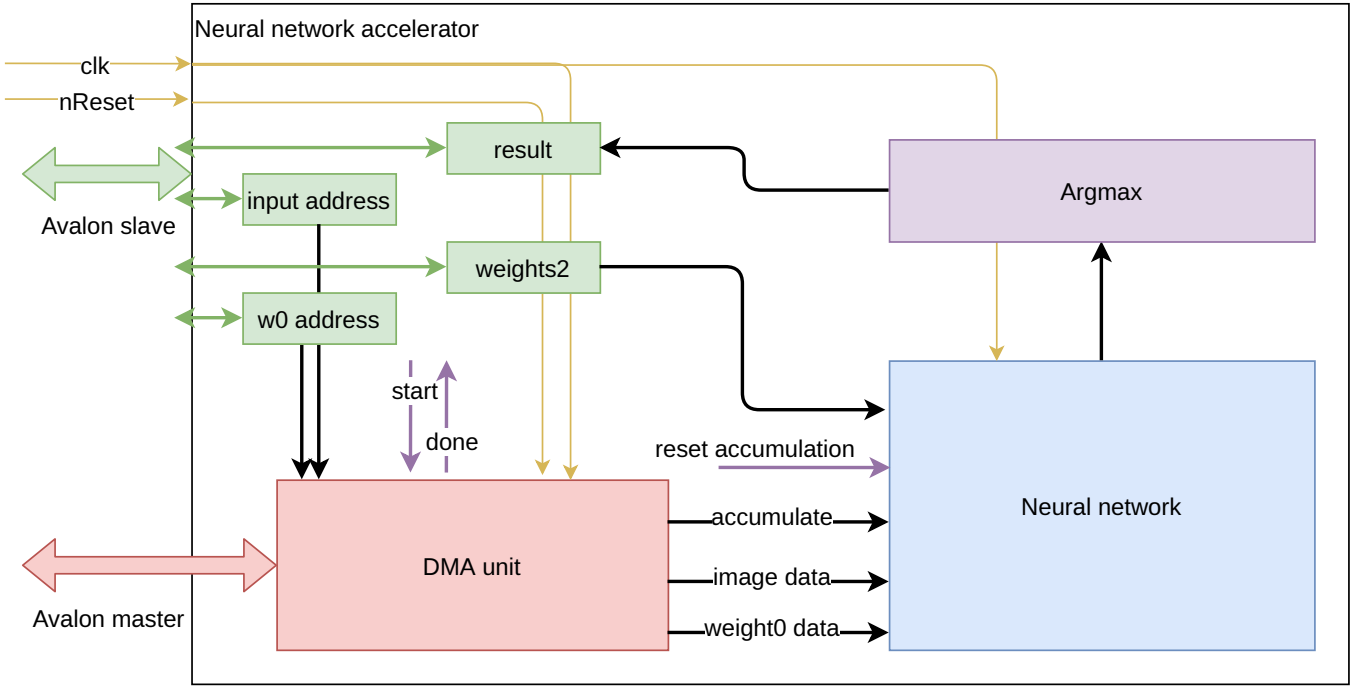 Neural network accelerator
clk
nReset
result
Argmax
input address
Avalon slave
weights2
w0 address
start
done
reset accumulation
Neural network
accumulate
DMA unit
image data
Avalon master
weight0 data